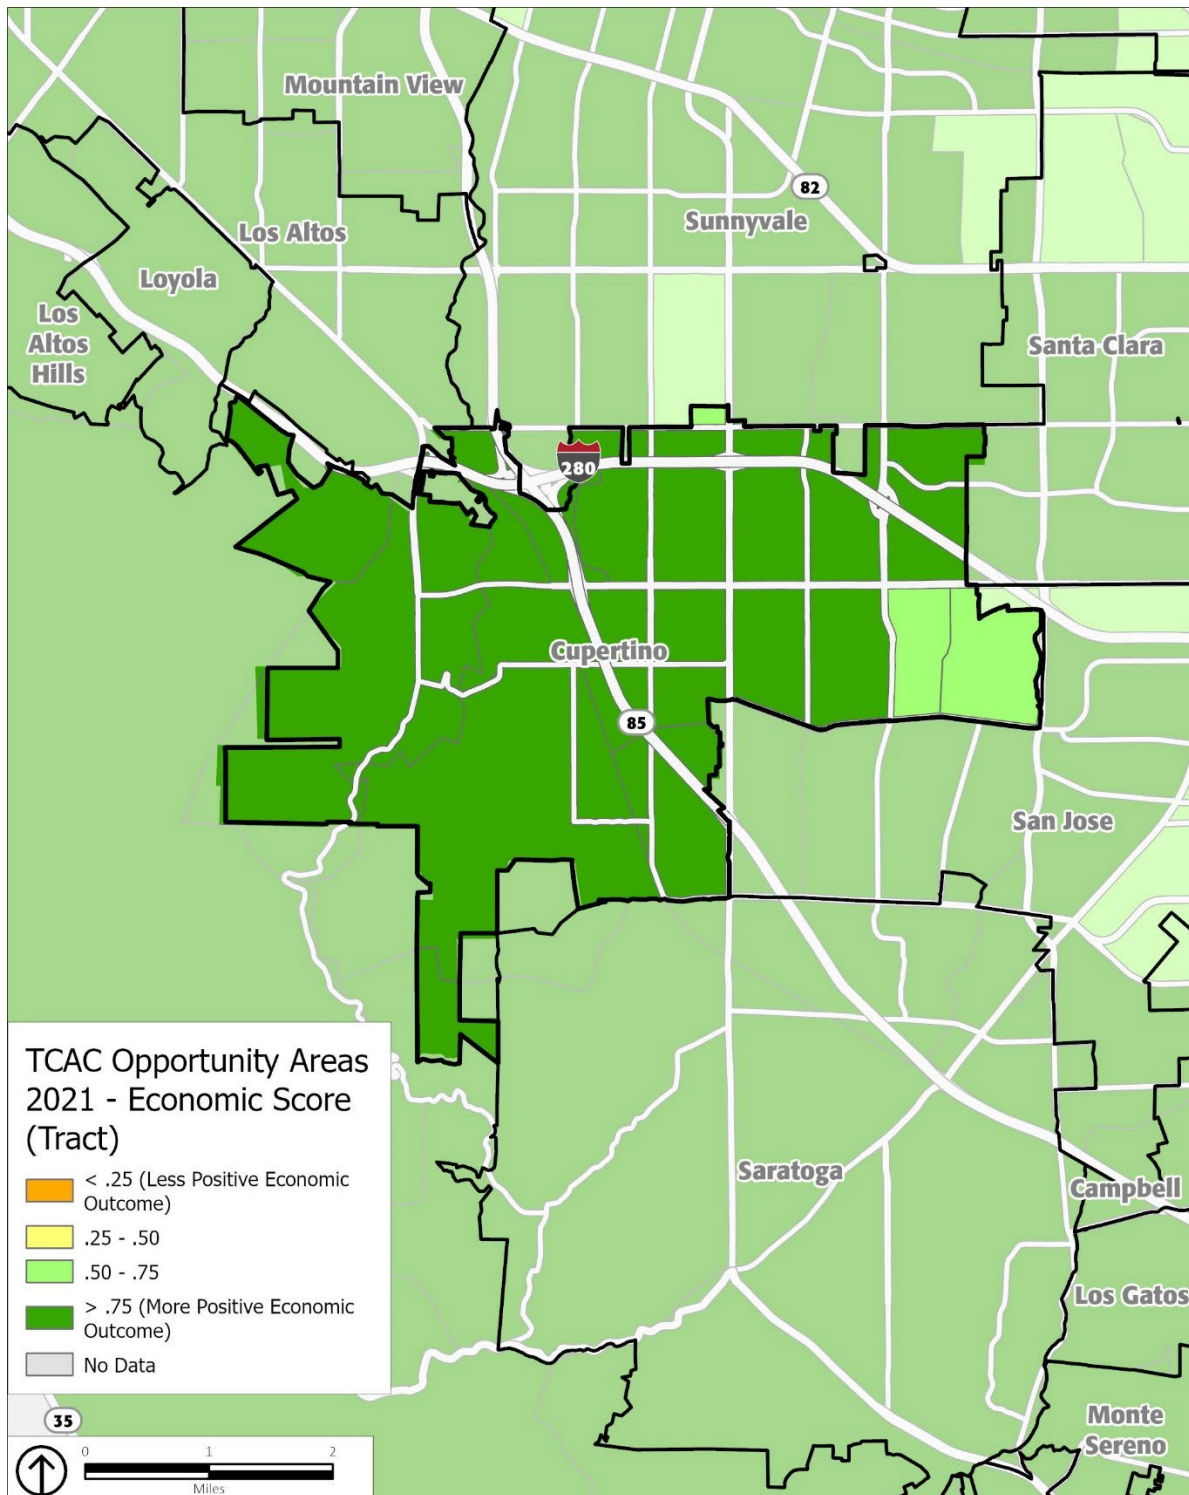 Mountain View
82
Sunnyvale
Los Altos
Loyola
Los
Altos
Hills
Santa Clara
280
Cupertino
85
San Jose
TCAC Opportunity Areas
2021 - Economic Score
(Tract)
< .25 (Less Positive Economic
Outcome)
.25 - .50
.50 - .75
> .75 (More Positive Economic
Outcome)
No Data
Saratoga
Campbell
Los Gatos
Monte
Sereno
35
0 1 2
Miles